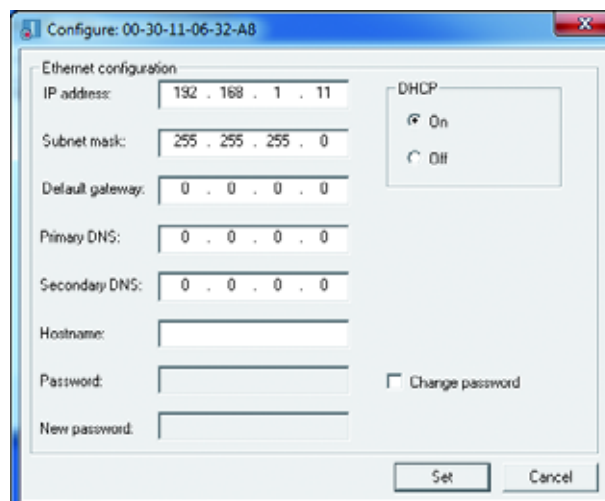 Configure: 00-30-11-06-32-A8
Ethernet configuration
IP address: 192 . 168 . 1 . 11
DHCP
On
Subnet mask: 255 . 255 . 255 . 0
Off
Default gateway: 0 . 0 . 0 . 0
Primary DNS: 0 . 0 . 0 . 0
Secondary DNS: 0 . 0 . 0 . 0
Hostname:
Password:
Change password
New password:
Set
Cancel